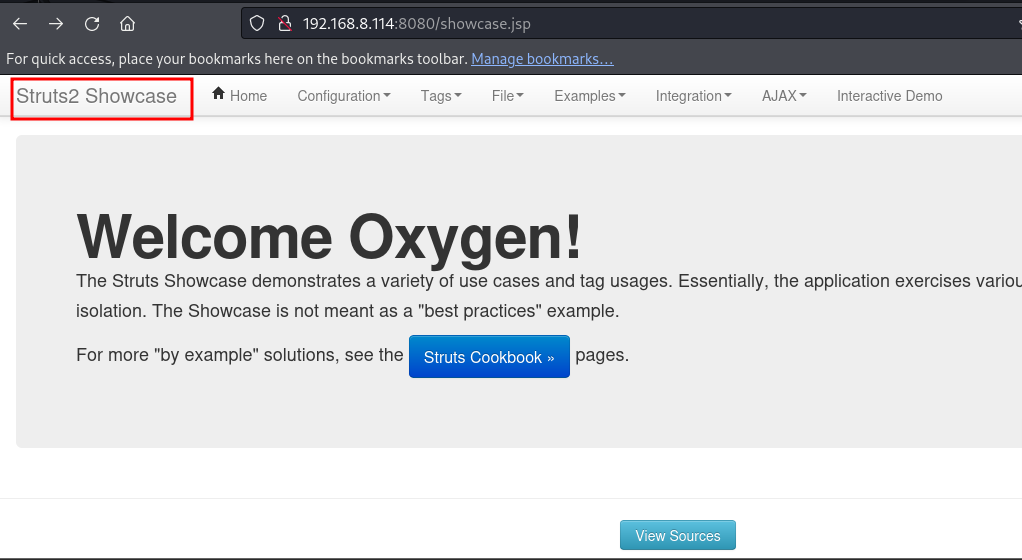 192.168.8.114:8080/showcase.jsp
For quick access, place your bookmarks here on the bookmarks toolbar. Manage bookmarks…
Struts2 Showcase Home Configuration Tags File Examples Integration AJAX Interactive Demo
Welcome Oxygen!
The Struts Showcase demonstrates a variety of use cases and tag usages. Essentially, the application exercises
isolation. The Showcase is not meant as a "best practices" example.
For more "by example" solutions, see the Struts Cookbook » pages.
View Sources